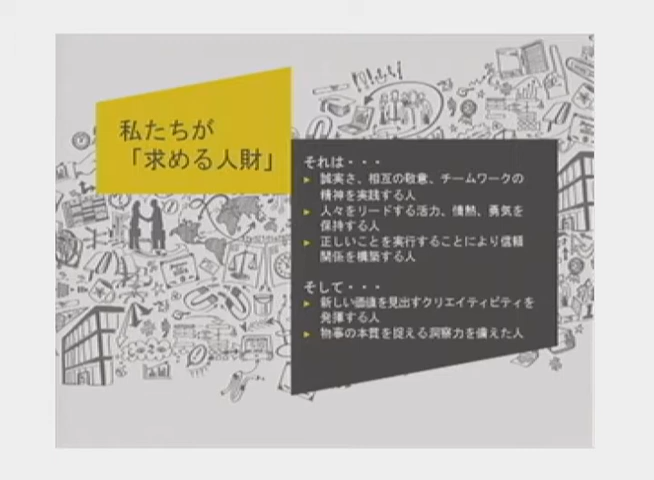 私たちが
「求める人財」
それは・・・
誠実さ、相互の敬意、チームワークの
精神を実践する人
人々をリードする活力、情熱、勇気を
保持する人
正しいことを実行することにより信頼
関係を構築する人
そして・・・
新しい価値を見出すクリエイティビティを
発揮する人
物事の本質を捉える洞察力を備えた人